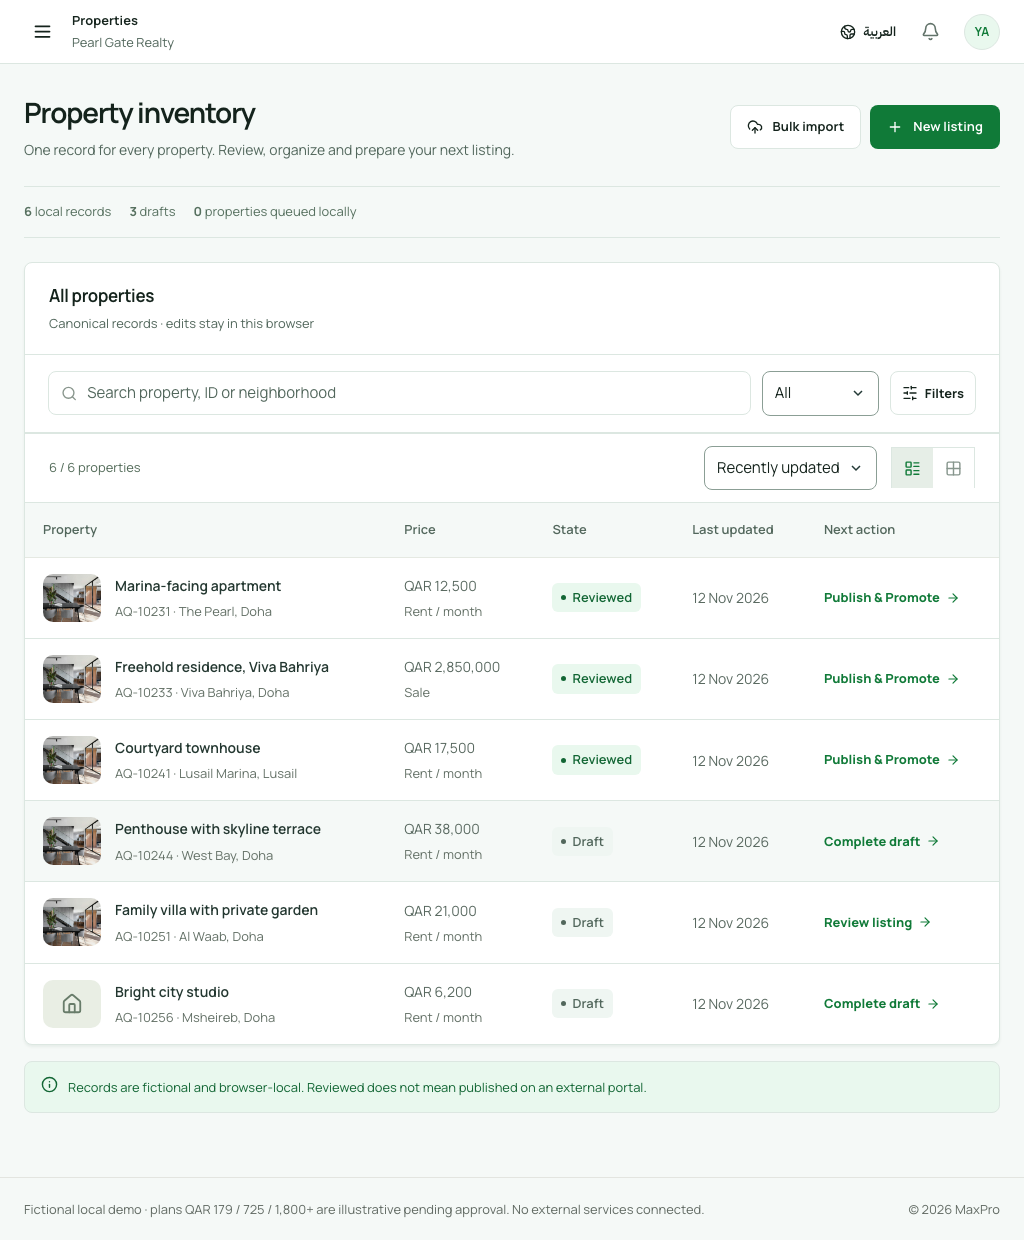 Properties
Pearl Gate Realty
العربية
YA
Property inventory
One record for every property. Review, organize and prepare your next listing.
Bulk import
New listing
6 local records 3 drafts 0 properties queued locally
All properties
Canonical records · edits stay in this browser
Search property, ID or neighborhood
All
Filters
6 / 6 properties
Recently updated
Property Price State Last updated Next action
Marina-facing apartment
AQ-10231 · The Pearl, Doha
QAR 12,500
Rent / month
Reviewed
12 Nov 2026
Publish & Promote
Freehold residence, Viva Bahriya
AQ-10233 · Viva Bahriya, Doha
QAR 2,850,000
Sale
Reviewed
12 Nov 2026
Publish & Promote
Courtyard townhouse
AQ-10241 · Lusail Marina, Lusail
QAR 17,500
Rent / month
Reviewed
12 Nov 2026
Publish & Promote
Penthouse with skyline terrace
AQ-10244 · West Bay, Doha
QAR 38,000
Rent / month
Draft
12 Nov 2026
Complete draft
Family villa with private garden
AQ-10251 · Al Waab, Doha
QAR 21,000
Rent / month
Draft
12 Nov 2026
Review listing
Bright city studio
AQ-10256 · Msheireb, Doha
QAR 6,200
Rent / month
Draft
12 Nov 2026
Complete draft
Records are fictional and browser-local. Reviewed does not mean published on an external portal.
Fictional local demo · plans QAR 179 / 725 / 1,800+ are illustrative pending approval. No external services connected.
© 2026 MaxPro